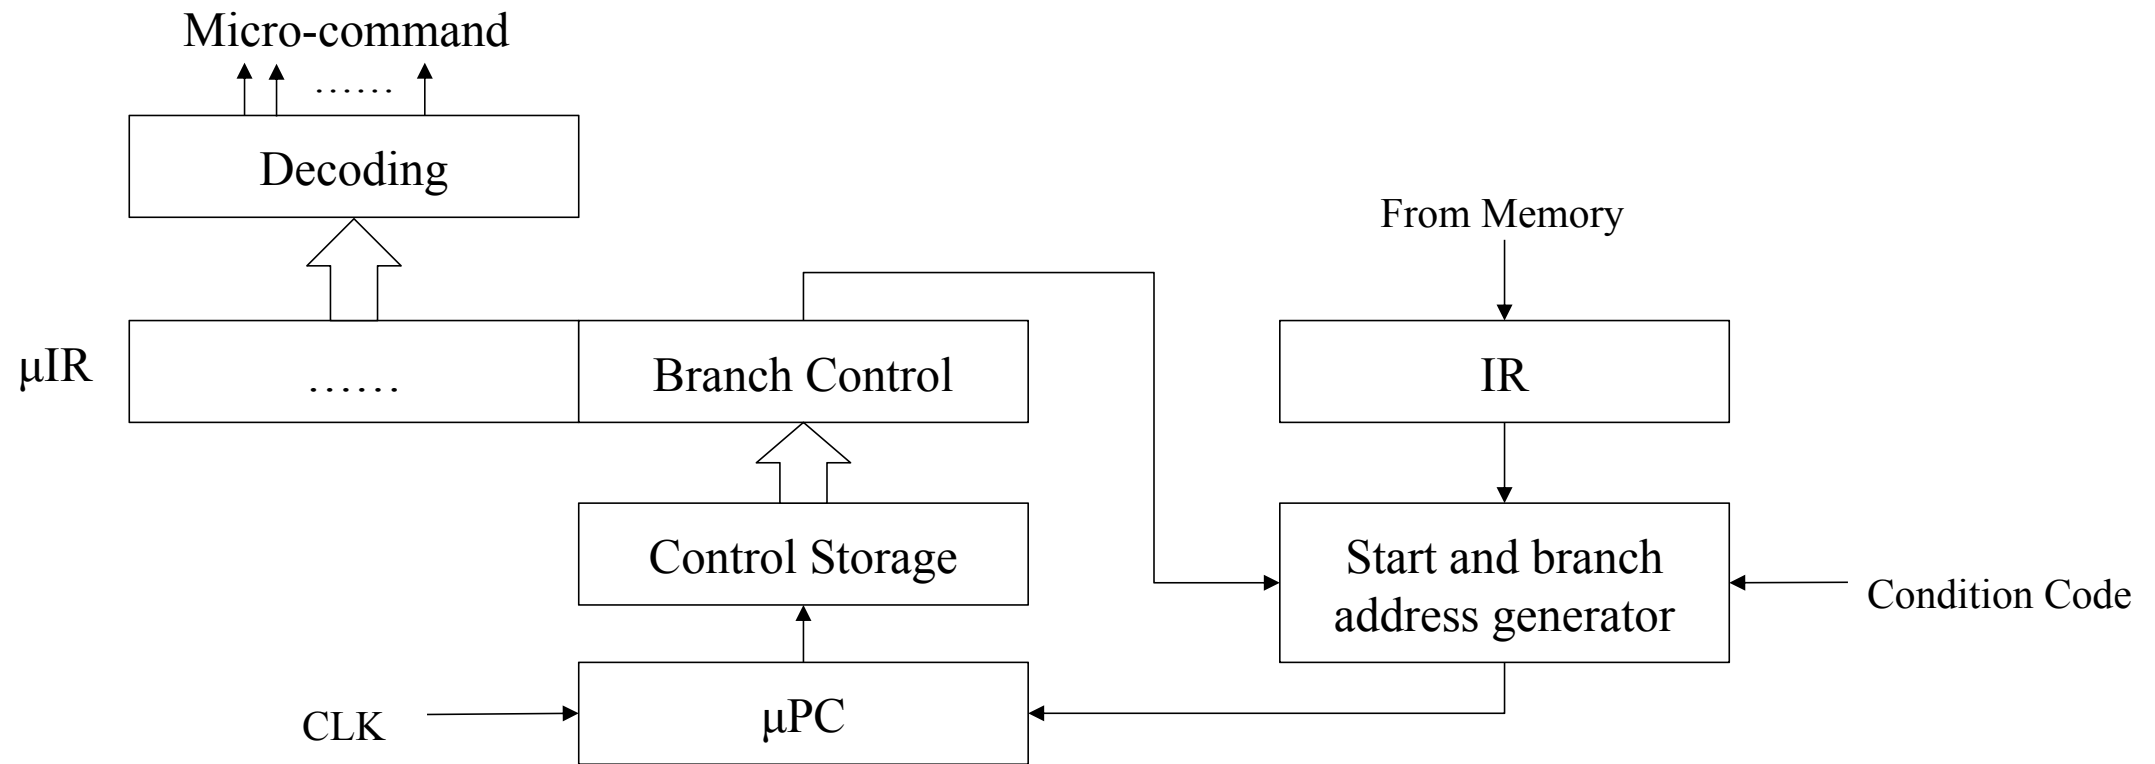 Micro-command
......
Decoding
From Memory
μIR
......
Branch Control
IR
Control Storage
Start and branch
address generator
Condition Code
CLK
μPC